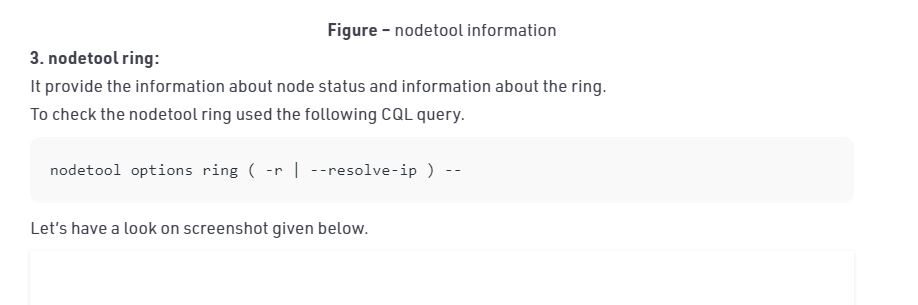 Figure – nodetool information
3. nodetool ring:
It provide the information about node status and information about the ring.
To check the nodetool ring used the following CQL query.
nodetool options ring ( -r | --resolve-ip ) --
Let's have a look on screenshot given below.